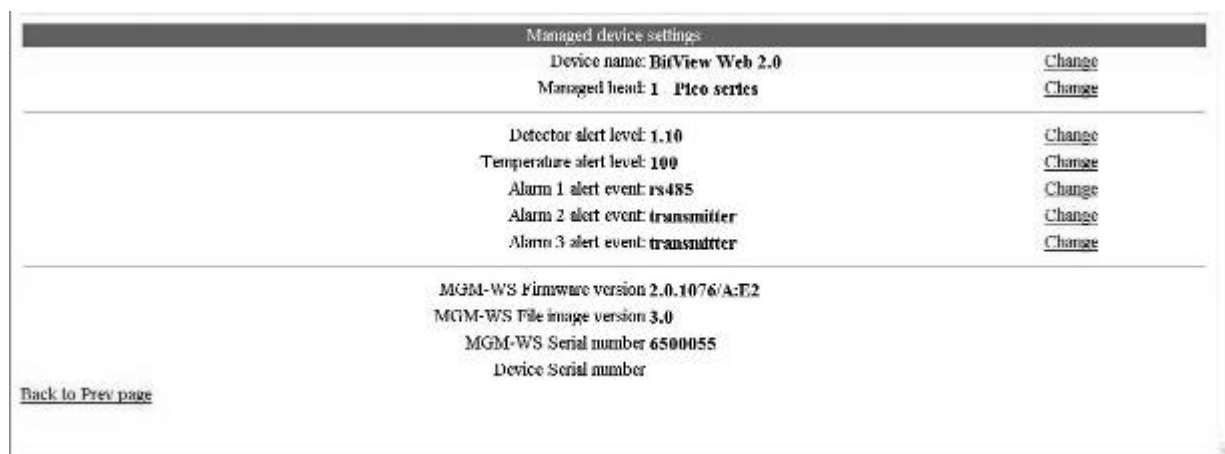 Managed device settings
Device name: BitView Web 2.0 Change
Managed head: 1 Pico series Change
Detector alert level: 1.10 Change
Temperature alert level: 100 Change
Alarm 1 alert event: rs485 Change
Alarm 2 alert event: transmitter Change
Alarm 3 alert event: transmitter Change
MGM-WS Firmware version 2.0.1076/A:E2
MGM-WS File image version 3.0
MGM-WS Serial number 6500055
Device Serial number
Back to Prev page